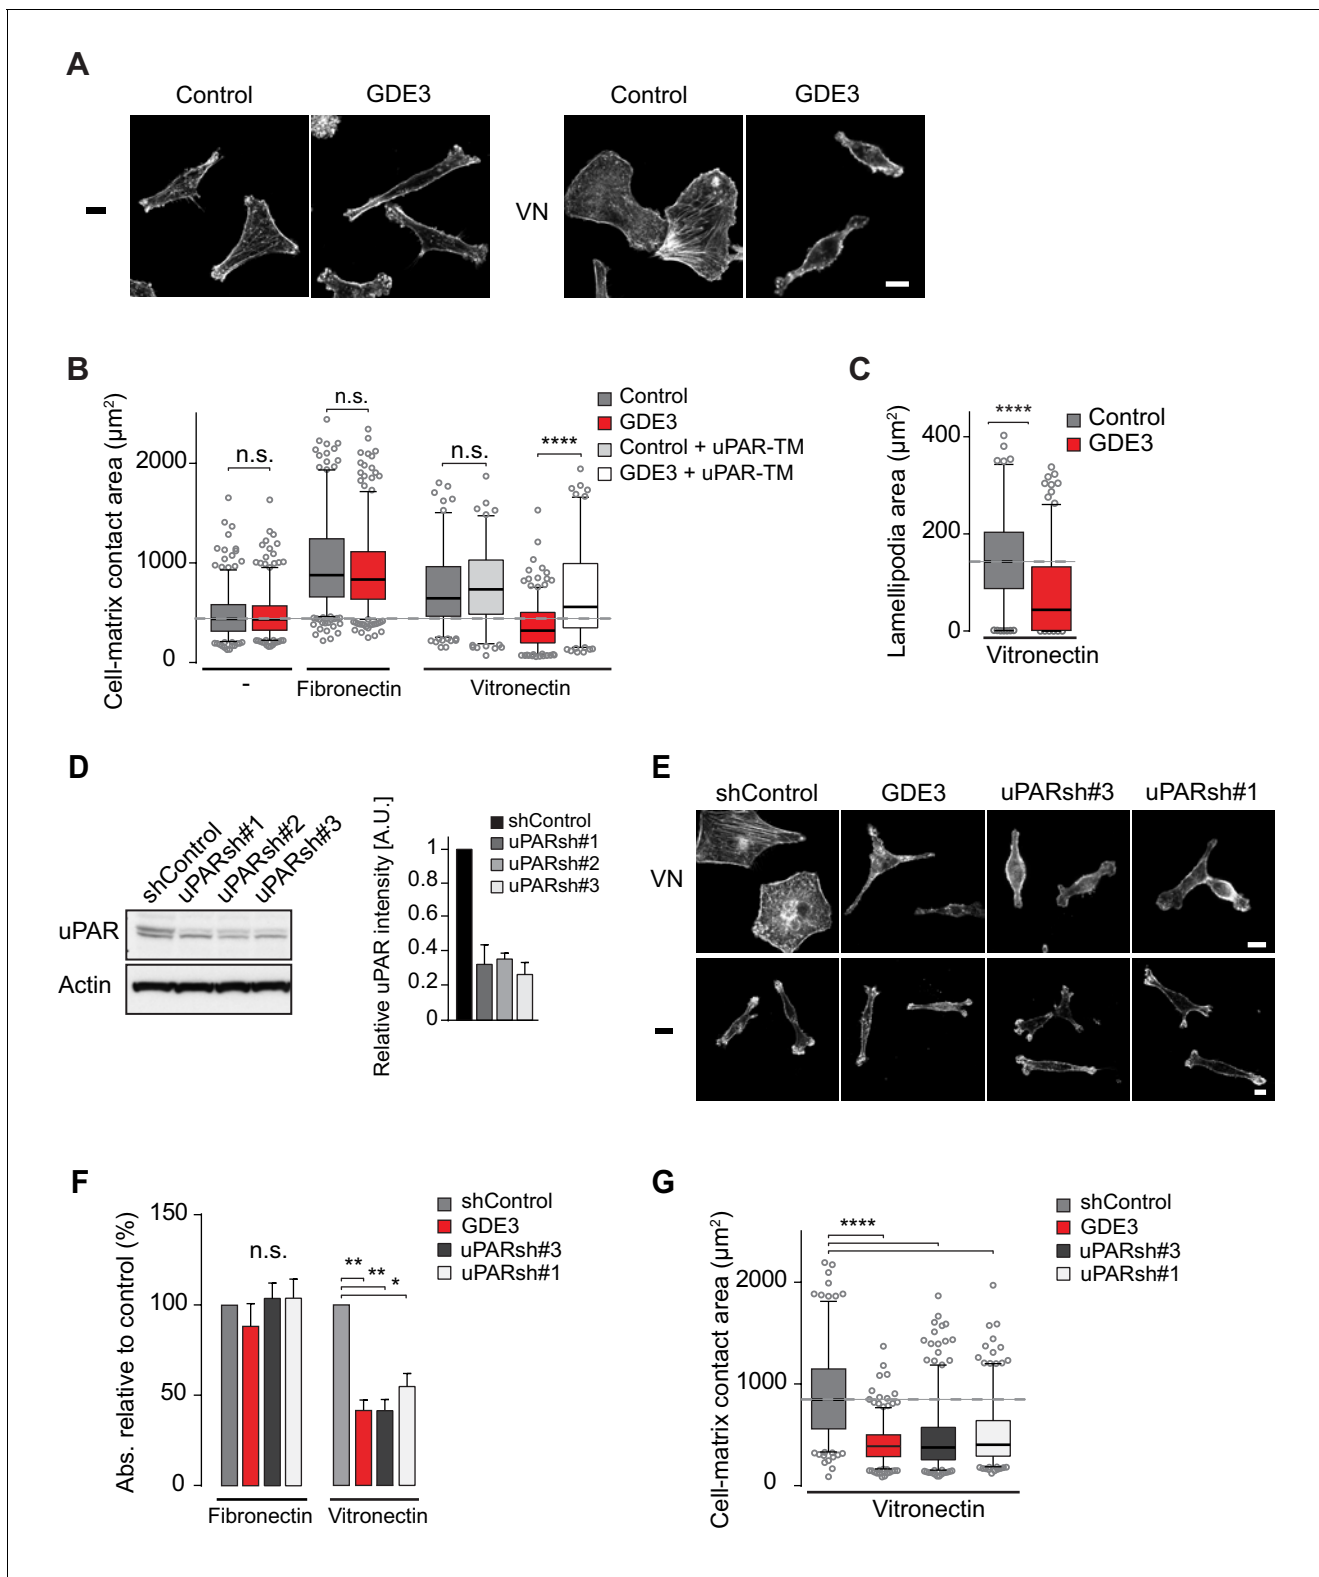 A
Control GDE3 Control GDE3
– VN
B
Cell-matrix contact area (µm²)
2000
1000
0
n.s.
n.s.
n.s.
****
Control
GDE3
Control + uPAR-TM
GDE3 + uPAR-TM
-
Fibronectin
Vitronectin
C
Lamellipodia area (µm²)
400
200
0
****
Control
GDE3
Vitronectin
D
shControl
uPARsh#1
uPARsh#2
uPARsh#3
uPAR
Actin
Relative uPAR intensity [A.U.]
1
0.8
0.6
0.4
0.2
0
shControl
uPARsh#1
uPARsh#2
uPARsh#3
E
shControl GDE3 uPARsh#3 uPARsh#1
VN
–
F
Abs. relative to control (%)
150
100
50
0
n.s.
**
**
*
shControl
GDE3
uPARsh#3
uPARsh#1
Fibronectin
Vitronectin
G
Cell-matrix contact area (µm²)
2000
1000
0
****
shControl
GDE3
uPARsh#3
uPARsh#1
Vitronectin